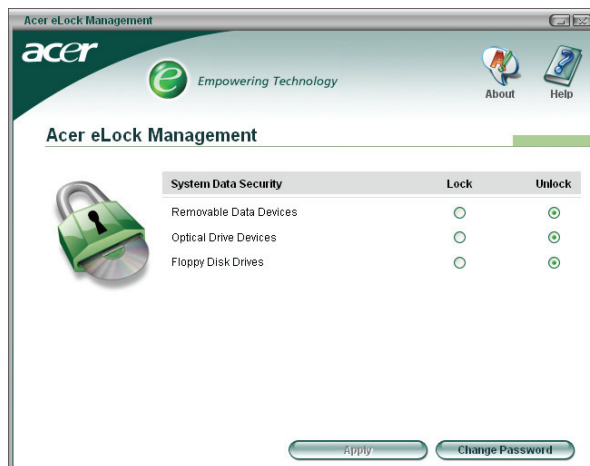 Acer eLock Management
acer
e Empowering Technology
About Help
Acer eLock Management
System Data Security Lock Unlock
Removable Data Devices
Optical Drive Devices
Floppy Disk Drives
Apply Change Password